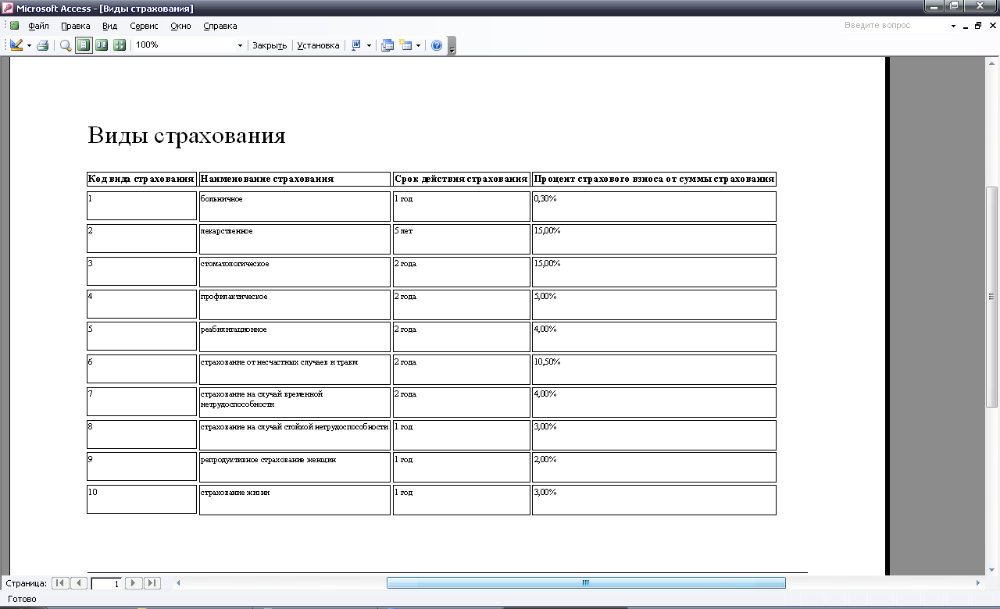 Microsoft Access - [Виды страхования]
Файл Правка Вид Сервис Окно Справка Введите вопрос
100% Закрыть Установка
Виды страхования
Код вида страхования Наименование страхования Срок действия страхования Процент страхового взноса от суммы страхования
1 больничное 1 год 0,30%
2 лекарственное 5 лет 15,00%
3 стоматологическое 2 года 15,00%
4 профилактическое 2 года 5,00%
5 реабилитационное 2 года 4,00%
6 страхование от несчастных случаев и травм 2 года 10,50%
7 страхование на случай временной 2 года 4,00%
нетрудоспособности
8 страхование на случай стойкой нетрудоспособности 1 год 3,00%
9 репродуктивное страхование женщин 1 год 2,00%
10 страхование жизни 1 год 3,00%
Страница: 1
Готово